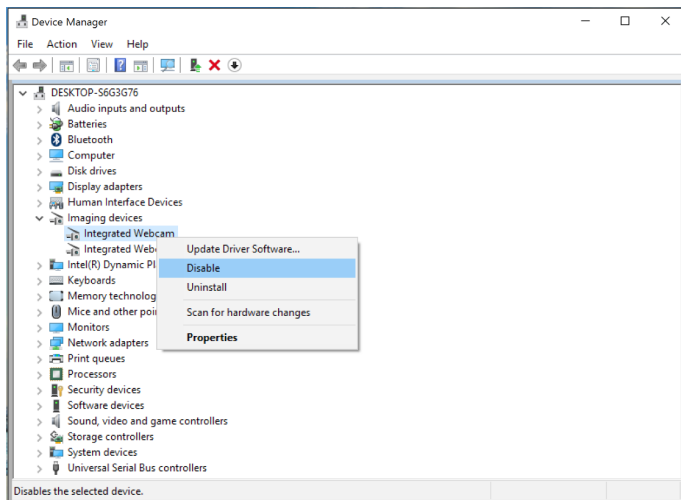 Device Manager
File Action View Help
DESKTOP-S6G3G76
Audio inputs and outputs
Batteries
Bluetooth
Computer
Disk drives
Display adapters
Human Interface Devices
Imaging devices
Integrated Webcam
Integrated Web
Update Driver Software...
Disable
Uninstall
Scan for hardware changes
Properties
Intel(R) Dynamic Pl
Keyboards
Memory technolog
Mice and other poi
Monitors
Network adapters
Print queues
Processors
Security devices
Software devices
Sound, video and game controllers
Storage controllers
System devices
Universal Serial Bus controllers
Disables the selected device.